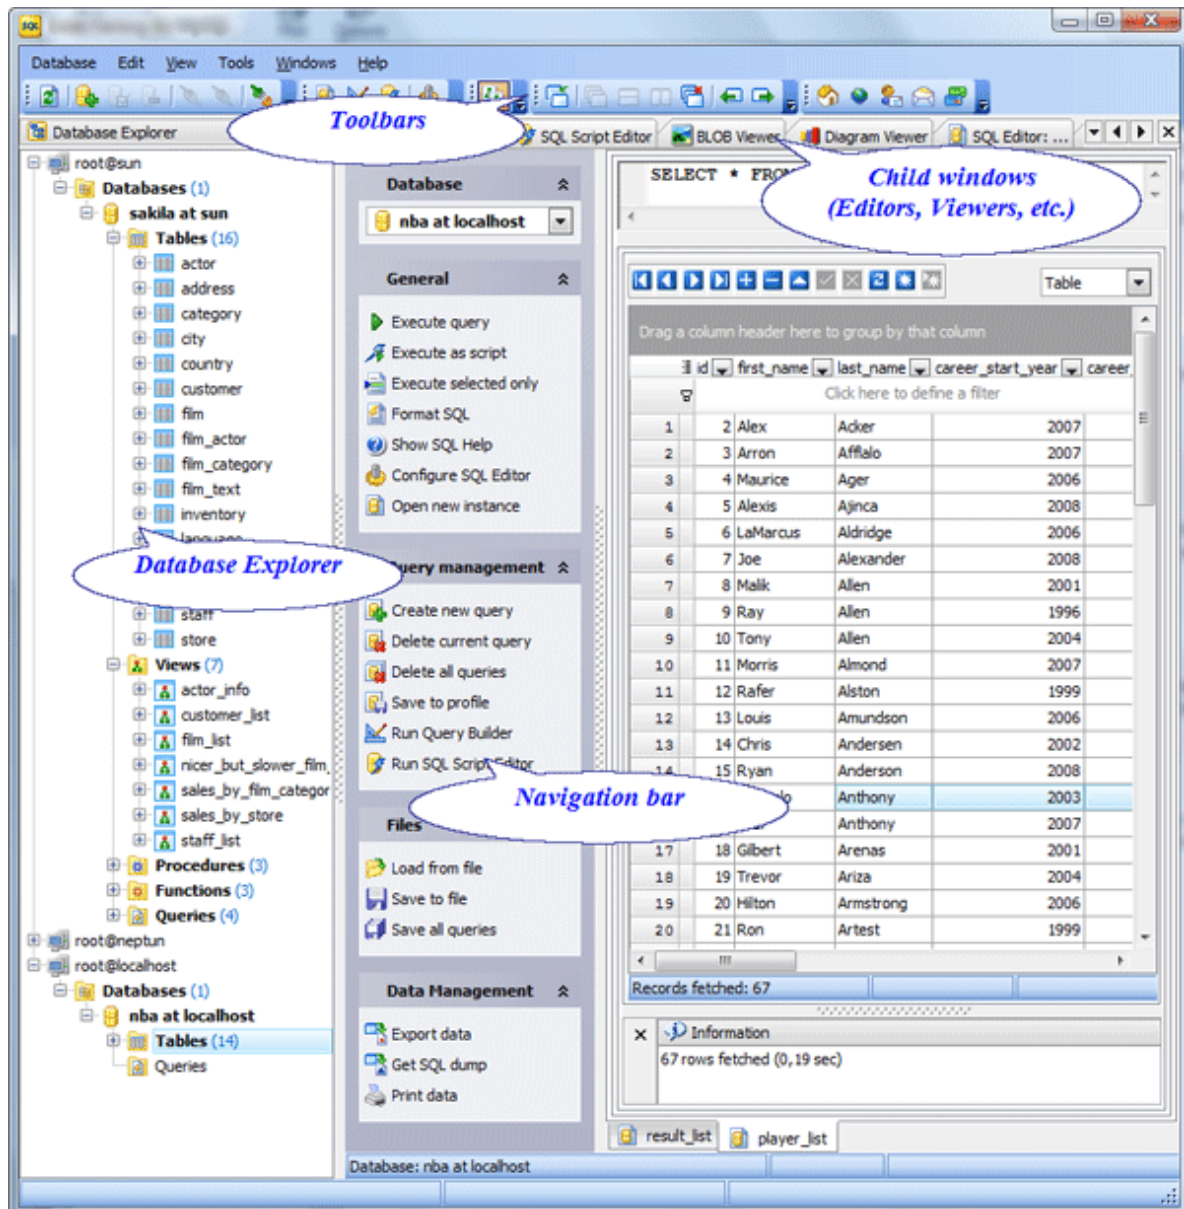 SQL
Database Edit View Tools Windows Help
Toolbars
Database Explorer
SQL Script Editor BLOB Viewer Diagram Viewer SQL Editor: ...
Child windows
(Editors, Viewers, etc.)
root@sun
Databases (1)
sakila at sun
Tables (16)
actor
address
category
city
country
customer
film
film_actor
film_category
film_text
inventory
language
Database Explorer
staff
store
Views (7)
actor_info
customer_list
film_list
nicer_but_slower_film_
sales_by_film_categor
sales_by_store
staff_list
Procedures (3)
Functions (3)
Queries (4)
root@neptun
root@localhost
Databases (1)
nba at localhost
Tables (14)
Queries
Database
nba at localhost
General
Execute query
Execute as script
Execute selected only
Format SQL
Show SQL Help
Configure SQL Editor
Open new instance
Query management
Create new query
Delete current query
Delete all queries
Save to profile
Run Query Builder
Run SQL Script Editor
Navigation bar
Files
Load from file
Save to file
Save all queries
Data Management
Export data
Get SQL dump
Print data
SELECT * FROM
Table
Drag a column header here to group by that column
id first_name last_name career_start_year career_
Click here to define a filter
1 2 Alex Acker 2007
2 3 Arron Afflalo 2007
3 4 Maurice Ager 2006
4 5 Alexis Ajinca 2008
5 6 LaMarcus Aldridge 2006
6 7 Joe Alexander 2008
7 8 Malik Allen 2001
8 9 Ray Allen 1996
9 10 Tony Allen 2004
10 11 Morris Almond 2007
11 12 Rafer Alston 1999
12 13 Louis Amundson 2006
13 14 Chris Andersen 2002
14 15 Ryan Anderson 2008
Anthony 2003
Anthony 2007
17 18 Gilbert Arenas 2001
18 19 Trevor Ariza 2004
19 20 Hilton Armstrong 2006
20 21 Ron Artest 1999
Records fetched: 67
Information
67 rows fetched (0,19 sec)
result_list player_list
Database: nba at localhost